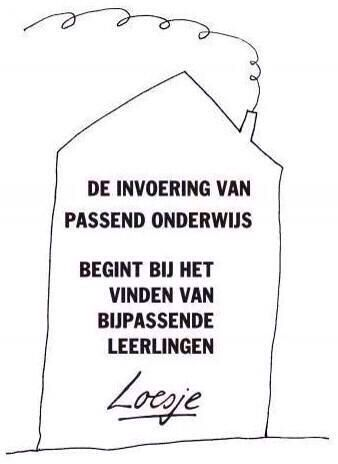 DE INVOERING VAN
PASSEND ONDERWIJS
BEGINT BIJ HET
VINDEN VAN
BIJPASSENDE
LEERLINGEN
Loesje